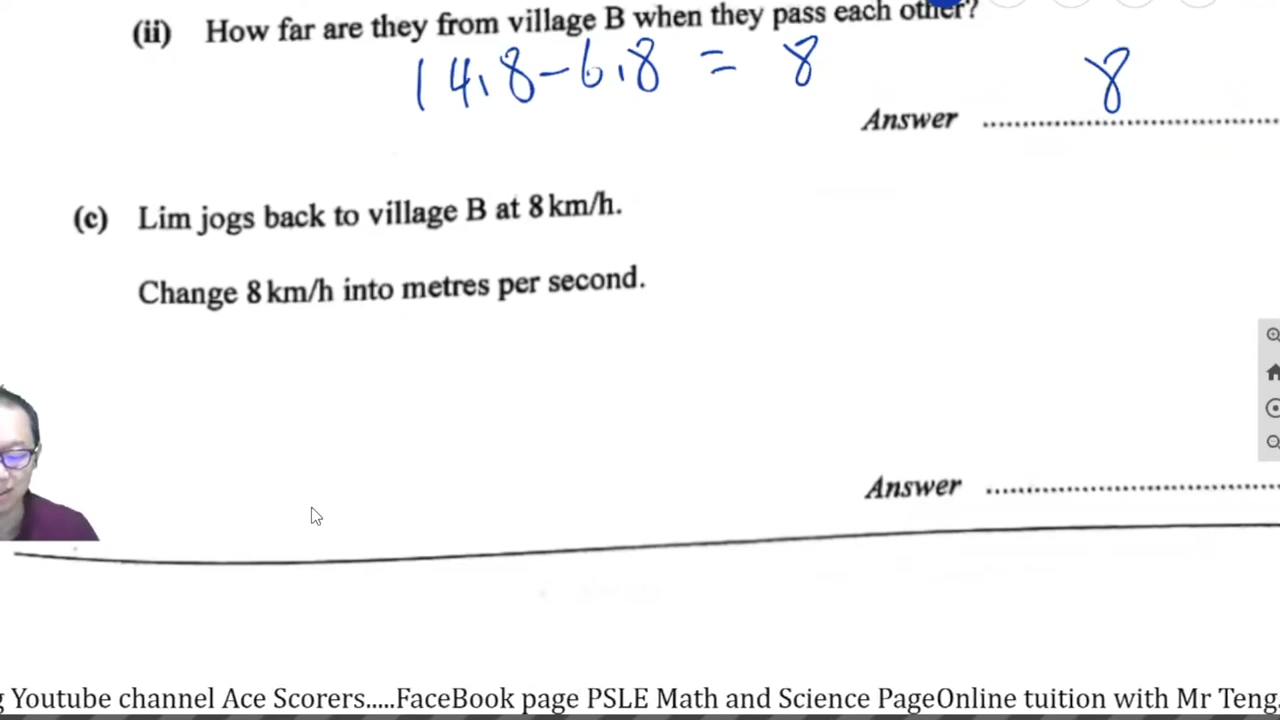 (ii) How far are they from village B when they pass each other?
14.8 - 6.8 = 8
8
Answer ................................
(c) Lim jogs back to village B at 8 km/h.
Change 8 km/h into metres per second.
Answer ................................
g Youtube channel Ace Scorers.....FaceBook page PSLE Math and Science PageOnline tuition with Mr Teng.